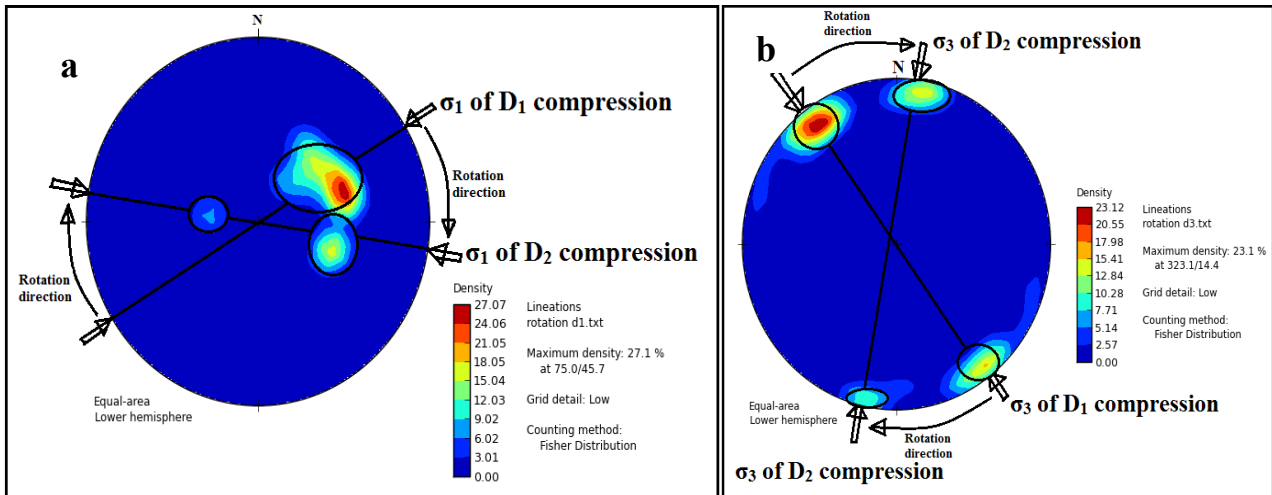 a
N
σ1 of D1 compression
Rotation
direction
σ1 of D2 compression
Rotation
direction
Density
27.07
24.06
21.05
18.05
15.04
12.03
9.02
6.02
3.01
0.00
Lineations
rotation d1.txt
Maximum density: 27.1 %
at 75.0/45.7
Grid detail: Low
Counting method:
Fisher Distribution
Equal-area
Lower hemisphere
b
Rotation
direction
σ3 of D2 compression
N
Density
23.12
20.55
17.98
15.41
12.84
10.28
7.71
5.14
2.57
0.00
Lineations
rotation d3.txt
Maximum density: 23.1 %
at 323.1/14.4
Grid detail: Low
Counting method:
Fisher Distribution
Equal-area
Lower hemisphere
σ3 of D1 compression
Rotation
direction
σ3 of D2 compression